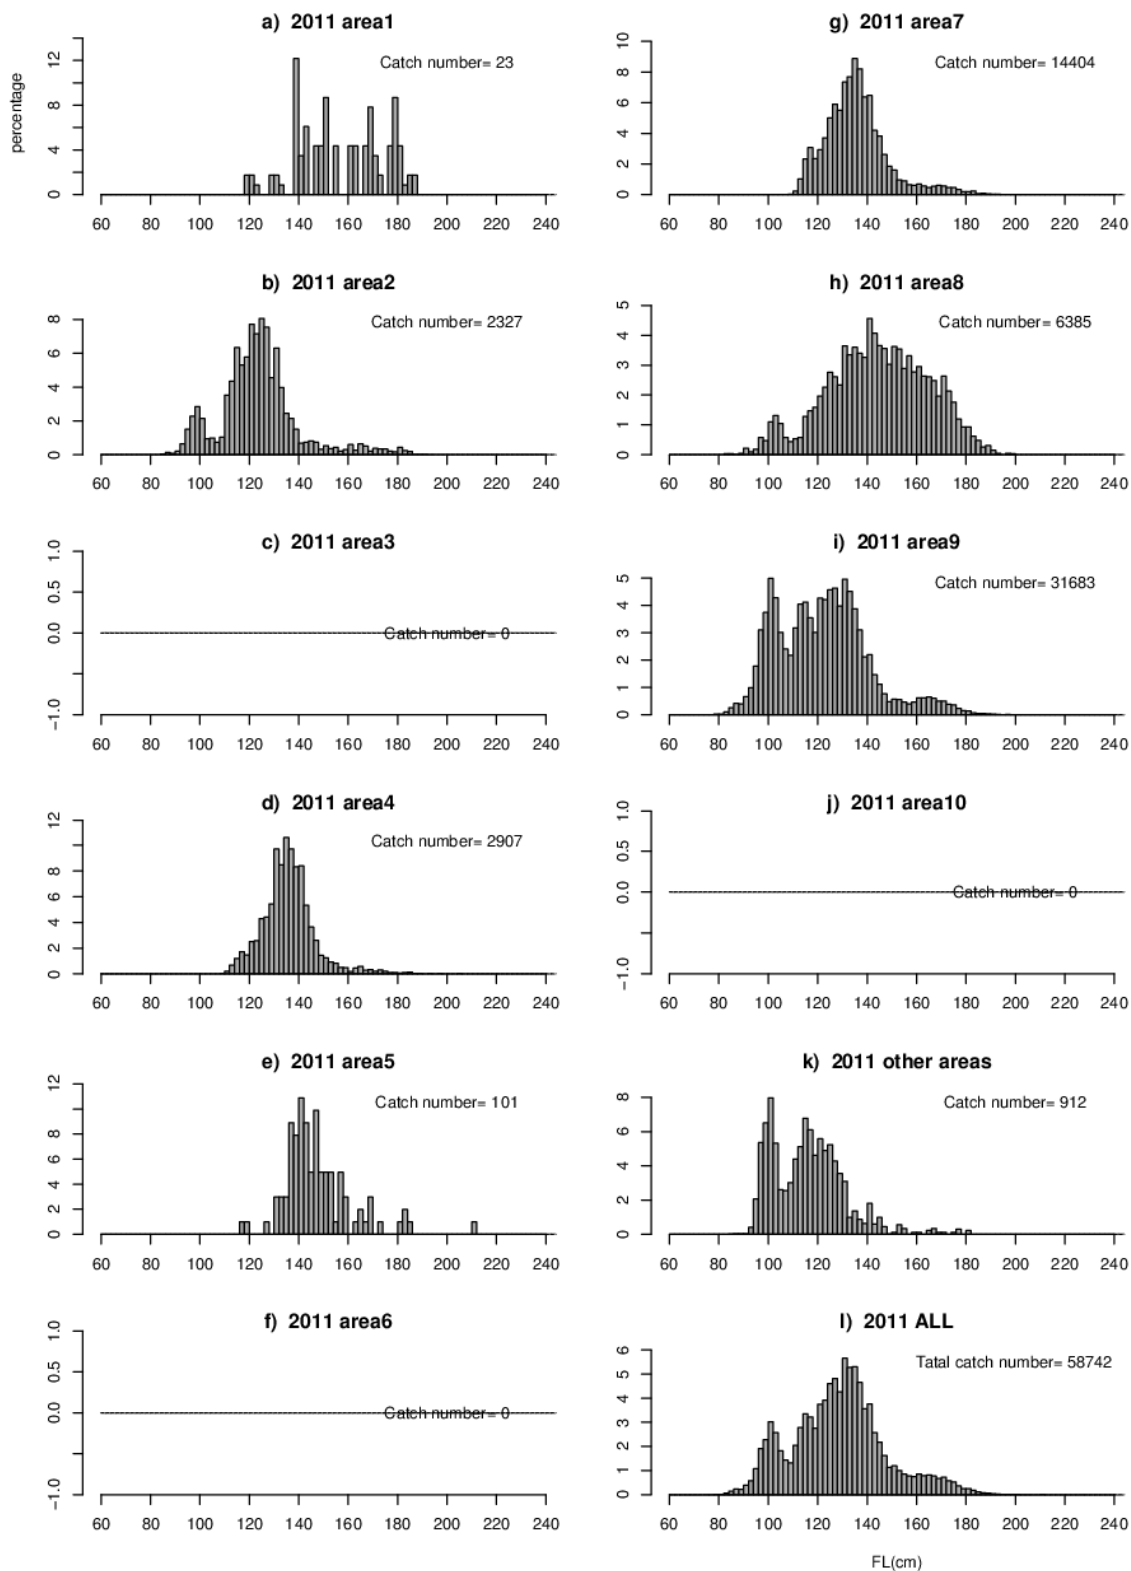 a)  2011 area1
Catch number= 23
percentage
0 4 8 12
60 80 100 120 140 160 180 200 220 240
b)  2011 area2
Catch number= 2327
0 2 4 6 8
60 80 100 120 140 160 180 200 220 240
c)  2011 area3
Catch number= 0
−1.0 0.0 0.5 1.0
60 80 100 120 140 160 180 200 220 240
d)  2011 area4
Catch number= 2907
0 2 4 6 8 12
60 80 100 120 140 160 180 200 220 240
e)  2011 area5
Catch number= 101
0 2 4 6 8 12
60 80 100 120 140 160 180 200 220 240
f)  2011 area6
Catch number= 0
−1.0 0.0 0.5 1.0
60 80 100 120 140 160 180 200 220 240
g)  2011 area7
Catch number= 14404
0 2 4 6 8 10
60 80 100 120 140 160 180 200 220 240
h)  2011 area8
Catch number= 6385
0 1 2 3 4 5
60 80 100 120 140 160 180 200 220 240
i)  2011 area9
Catch number= 31683
0 1 2 3 4 5
60 80 100 120 140 160 180 200 220 240
j)  2011 area10
Catch number= 0
−1.0 0.0 0.5 1.0
60 80 100 120 140 160 180 200 220 240
k)  2011 other areas
Catch number= 912
0 2 4 6 8
60 80 100 120 140 160 180 200 220 240
l)  2011 ALL
Tatal catch number= 58742
0 1 2 3 4 5 6
60 80 100 120 140 160 180 200 220 240
FL(cm)